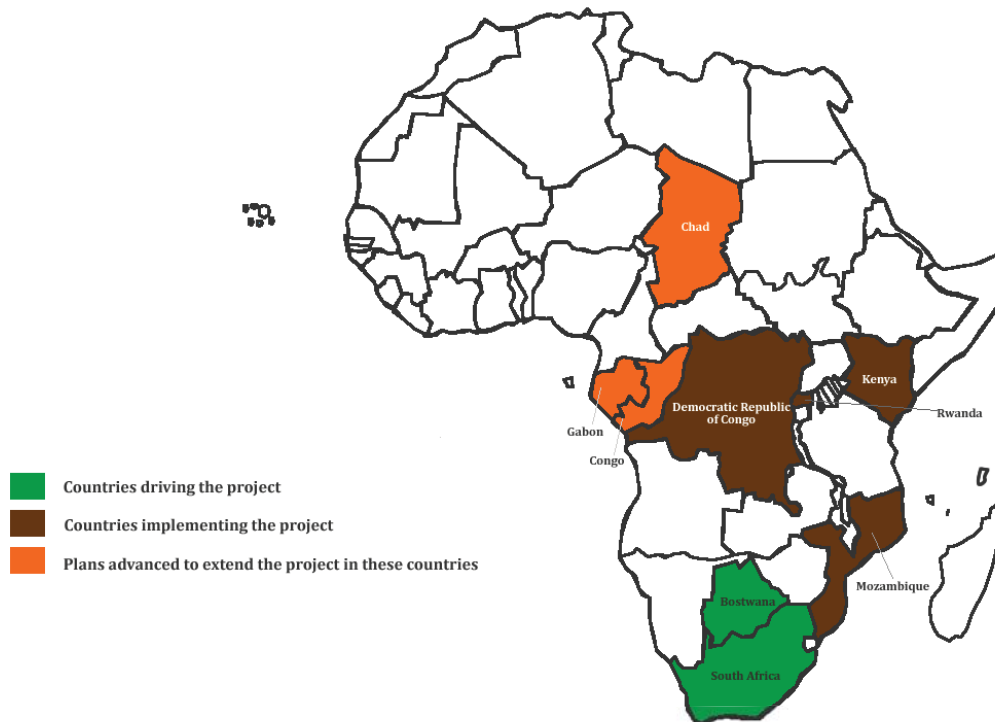 Chad
Kenya
Democratic Republic
of Congo
Rwanda
Gabon
Congo
Countries driving the project
Countries implementing the project
Plans advanced to extend the project in these countries
Mozambique
Bostwana
South Africa